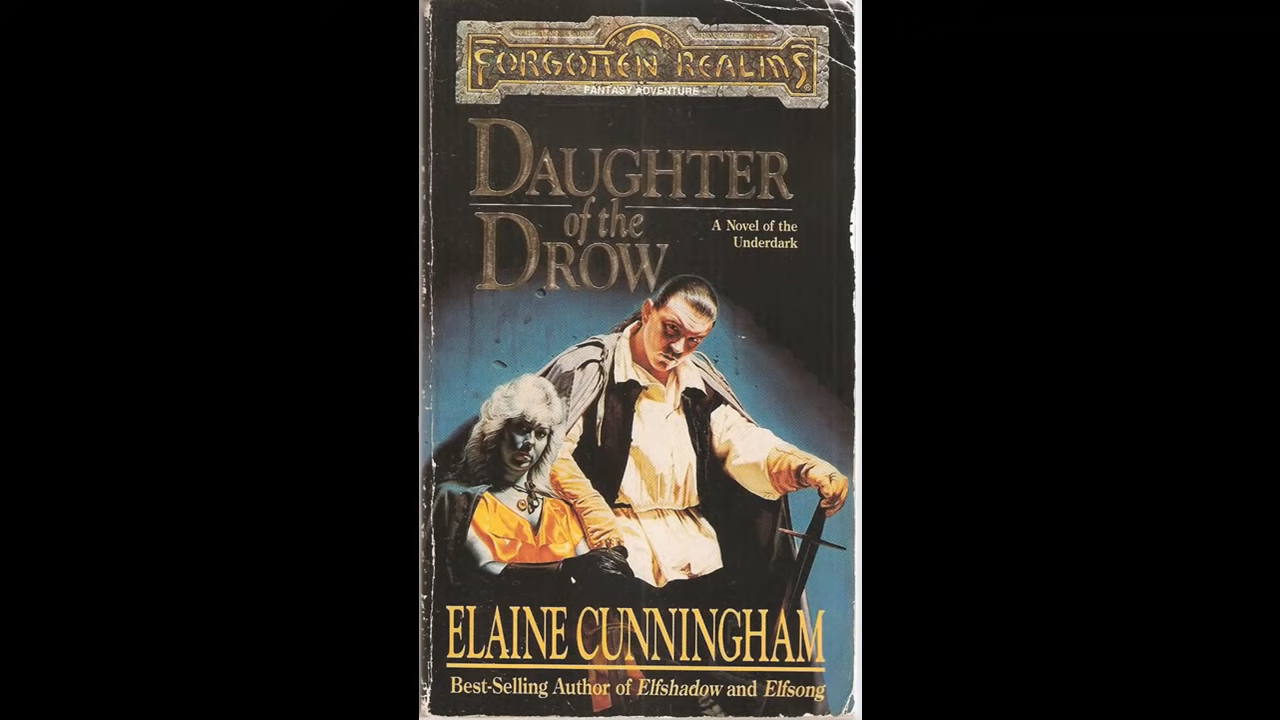 FORGOTTEN REALMS®
FANTASY ADVENTURE
DAUGHTER
of the
DROW
A Novel of the
Underdark
ELAINE CUNNINGHAM
Best-Selling Author of Elfshadow and Elfsong